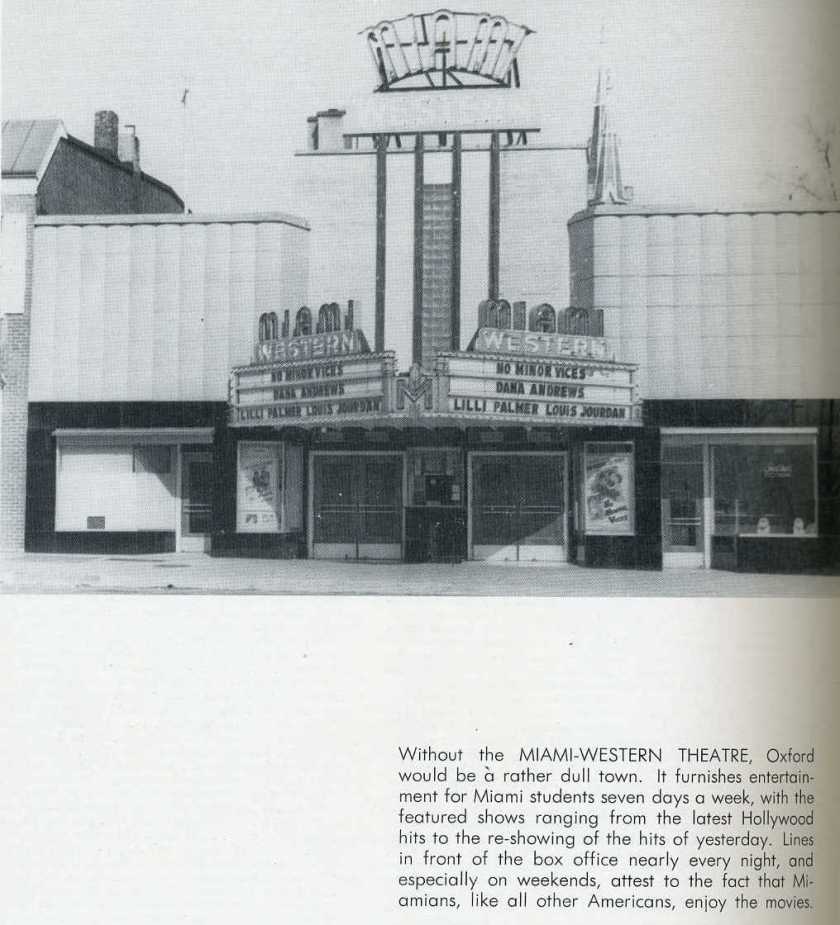 MIAMI
WESTERN
MIAMI
WESTERN
NO MINOR VICES
DANA ANDREWS
LILLI PALMER LOUIS JOURDAN
M
MIAMI
WESTERN
NO MINOR VICES
DANA ANDREWS
LILLI PALMER LOUIS JOURDAN
No Minor Vices
Without the MIAMI-WESTERN THEATRE, Oxford
would be a rather dull town. It furnishes entertain-
ment for Miami students seven days a week, with the
featured shows ranging from the latest Hollywood
hits to the re-showing of the hits of yesterday. Lines
in front of the box office nearly every night, and
especially on weekends, attest to the fact that Mi-
amians, like all other Americans, enjoy the movies.